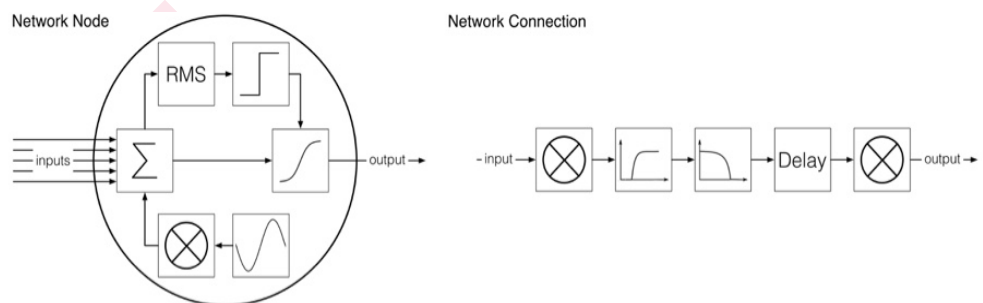 Network Node
Network Connection
RMS
inputs
Σ
output
input
Delay
output